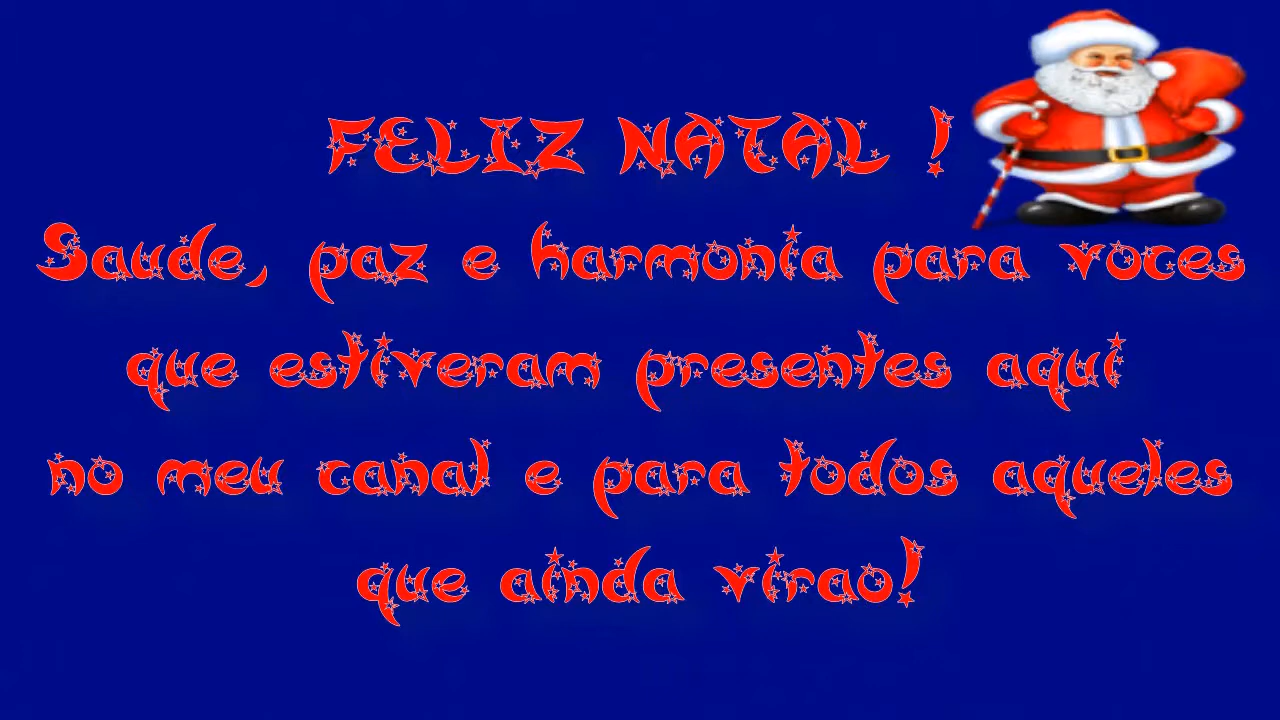 FELIZ NATAL !
Saude, paz e harmonia para voces
que estiveram presentes aqui
no meu canal e para todos aqueles
que ainda virao!